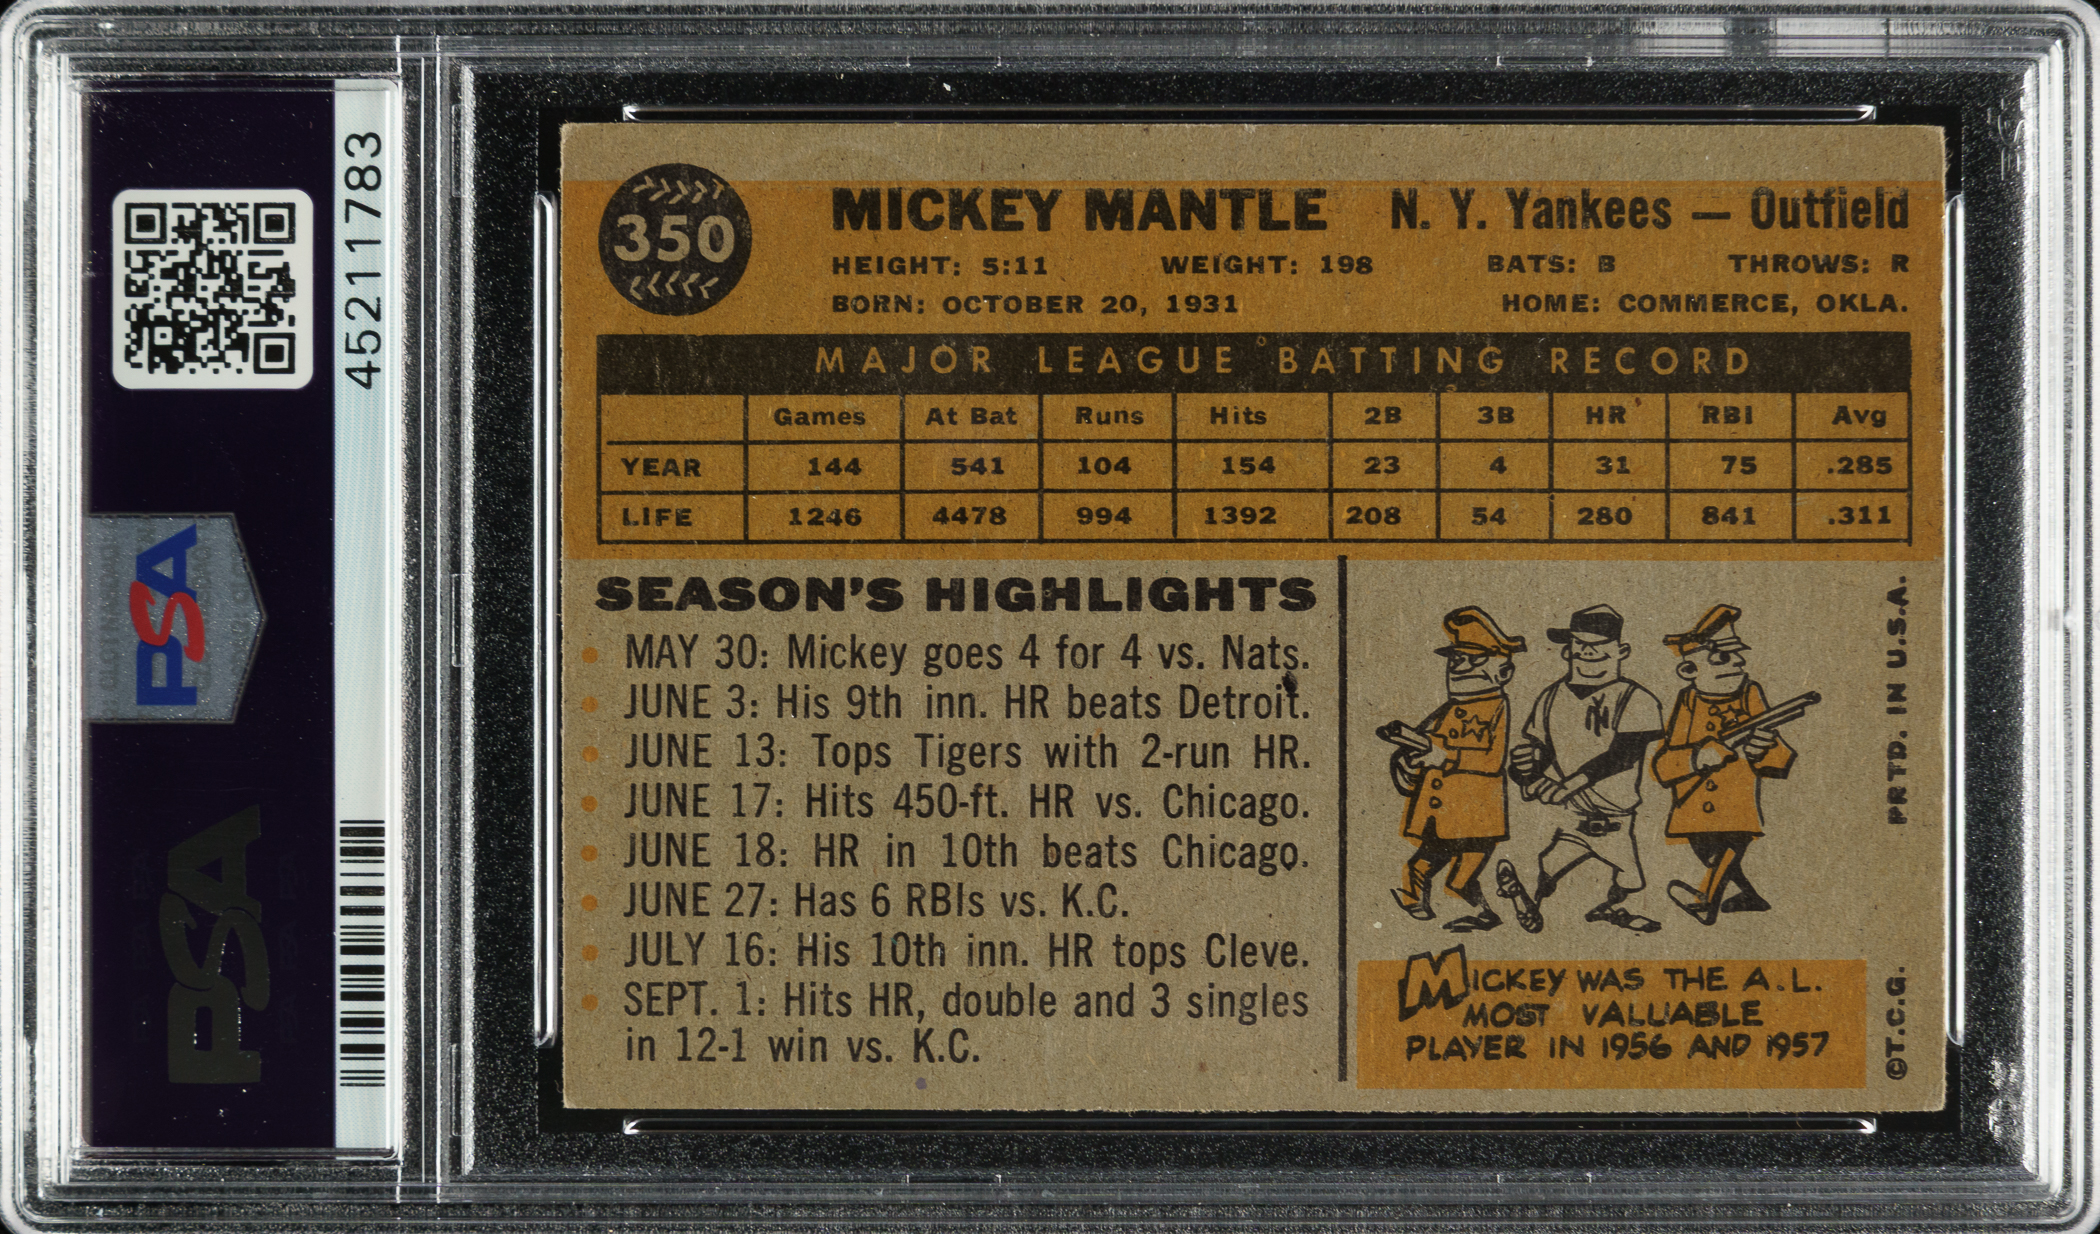 45211783
PSA
PSA
350
MICKEY MANTLE N. Y. Yankees — Outfield
HEIGHT: 5:11 WEIGHT: 198 BATS: B THROWS: R
BORN: OCTOBER 20, 1931 HOME: COMMERCE, OKLA.
MAJOR LEAGUE BATTING RECORD
Games At Bat Runs Hits 2B 3B HR RBI Avg
YEAR 144 541 104 154 23 4 31 75 .285
LIFE 1246 4478 994 1392 208 54 280 841 .311
SEASON'S HIGHLIGHTS
MAY 30: Mickey goes 4 for 4 vs. Nats.
JUNE 3: His 9th inn. HR beats Detroit.
JUNE 13: Tops Tigers with 2-run HR.
JUNE 17: Hits 450-ft. HR vs. Chicago.
JUNE 18: HR in 10th beats Chicago.
JUNE 27: Has 6 RBIs vs. K.C.
JULY 16: His 10th inn. HR tops Cleve.
SEPT. 1: Hits HR, double and 3 singles
in 12-1 win vs. K.C.
NY
MICKEY WAS THE A.L.
MOST VALUABLE
PLAYER IN 1956 AND 1957
©T.C.G. PRTD. IN U.S.A.